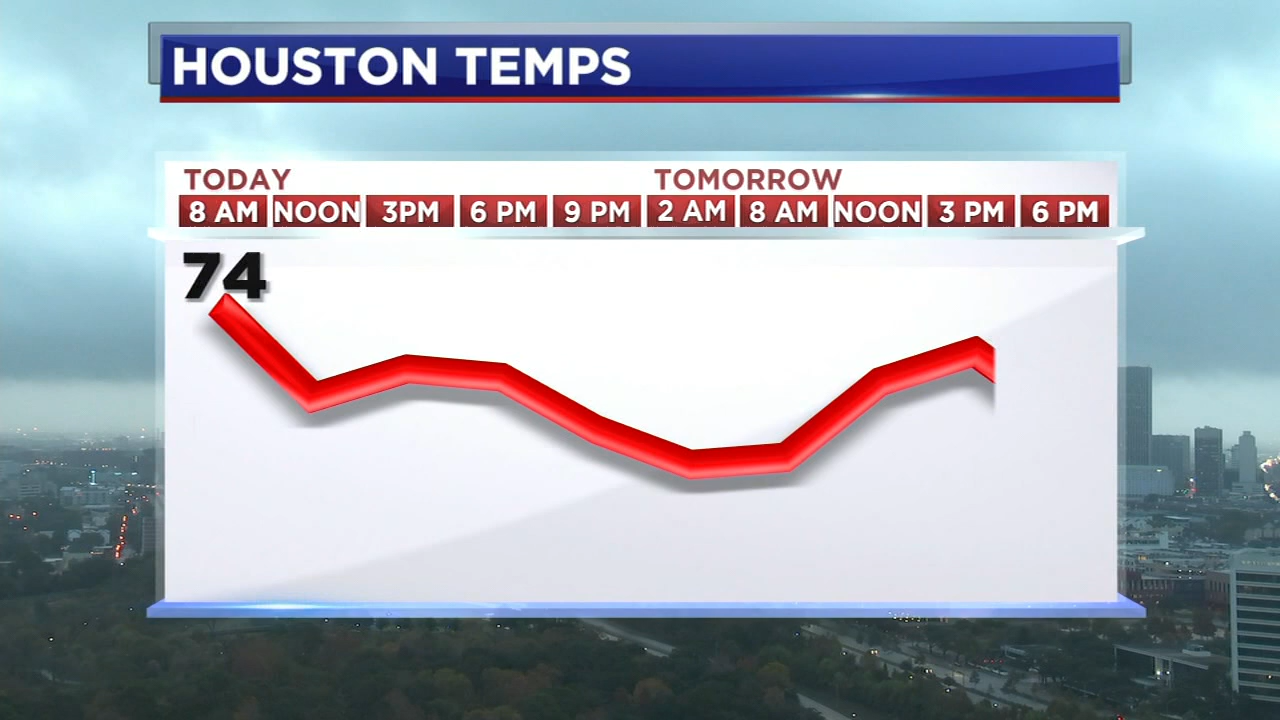 HOUSTON TEMPS
TODAY TOMORROW
8 AM NOON 3PM 6 PM 9 PM 2 AM 8 AM NOON 3 PM 6 PM
74